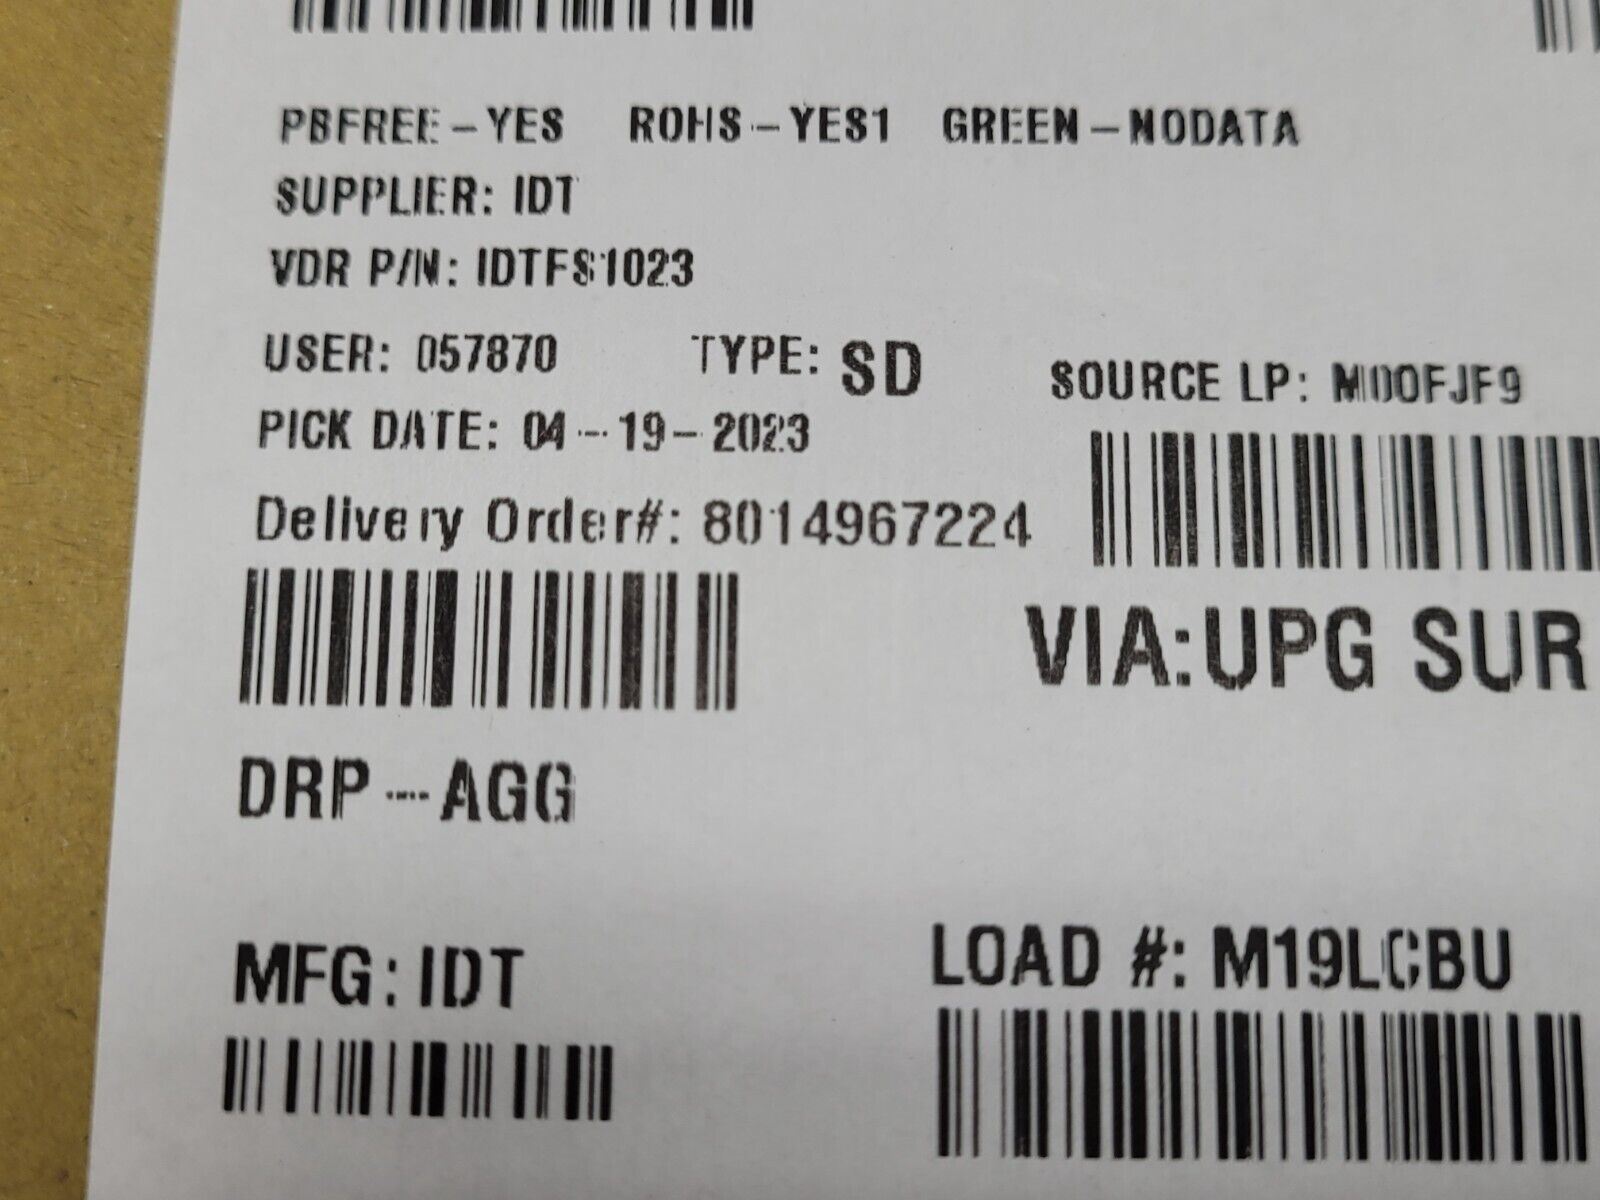 PBFREE-YES ROHS-YES1 GREEN-NODATA
SUPPLIER: IDT
VDR P/N: IDTFS1023
USER: 057870 TYPE: SD SOURCE LP: M00FJF9
PICK DATE: 04-19-2023
Delivery Order#: 8014967224
VIA:UPG SUR
DRP-AGG
MFG:IDT LOAD #: M19LCBU